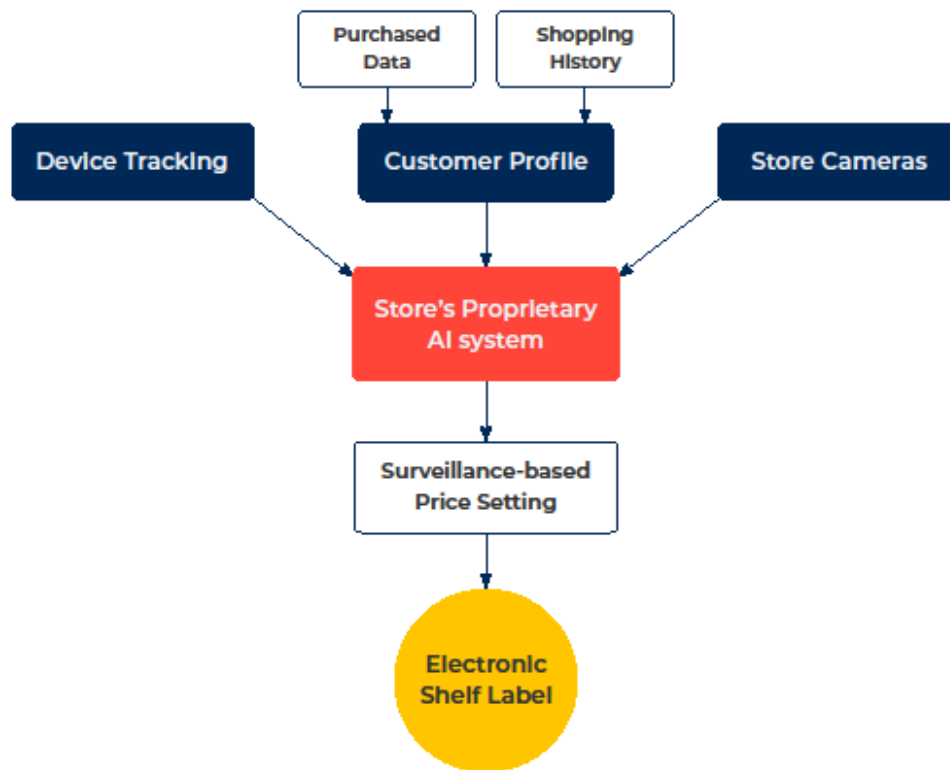 Purchased
Data
Shopping
History
Device Tracking
Customer Profile
Store Cameras
Store's Proprietary
AI system
Surveillance-based
Price Setting
Electronic
Shelf Label